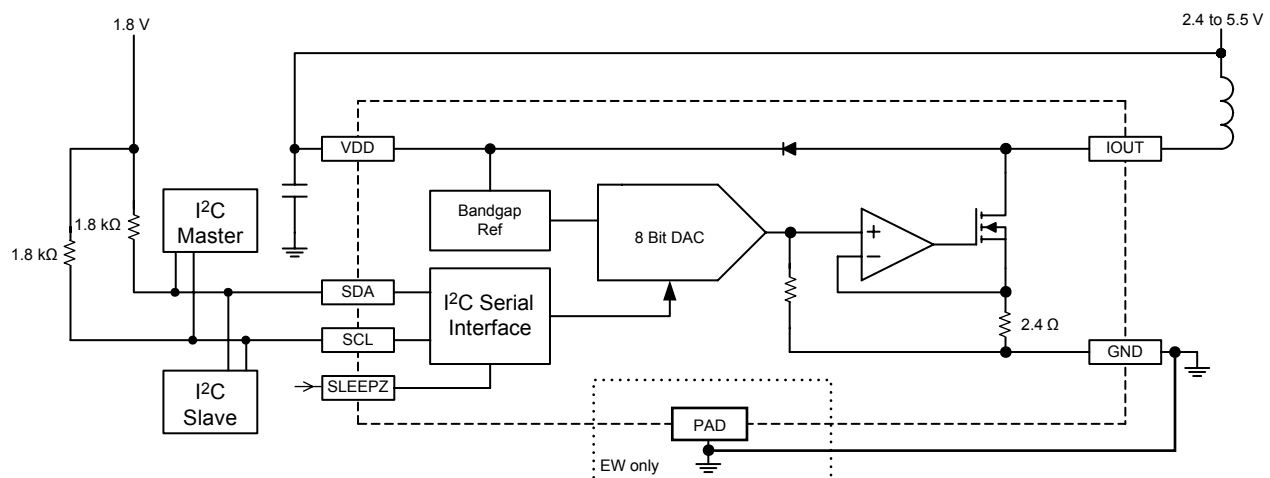 1.8 V
2.4 to 5.5 V
VDD
IOUT
I²C
Master
1.8 kΩ
1.8 kΩ
Bandgap
Ref
8 Bit DAC
+
–
SDA
I²C Serial
Interface
SCL
2.4 Ω
GND
SLEEPZ
I²C
Slave
PAD
EW only